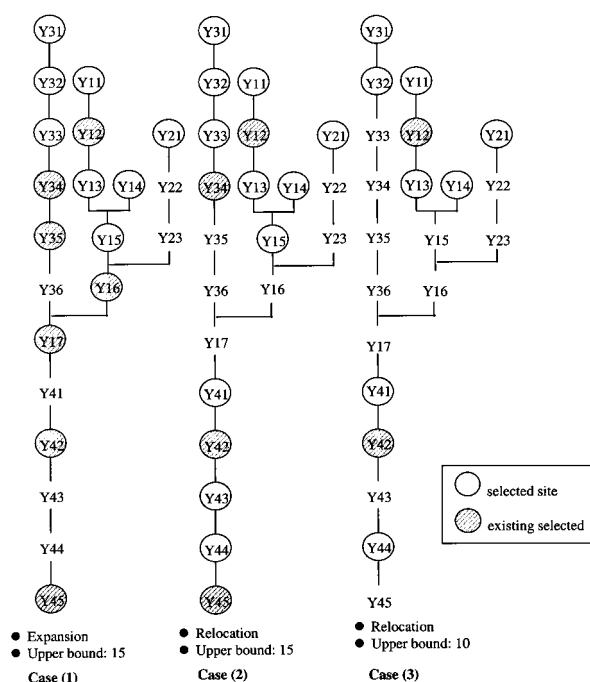 Y31 Y31 Y31
Y32 Y11 Y32 Y11 Y32 Y11
Y33 Y12 Y21 Y33 Y12 Y21 Y33 Y12 Y21
Y34 Y13 Y14 Y22 Y34 Y13 Y14 Y22 Y34 Y13 Y14 Y22
Y35 Y15 Y23 Y35 Y15 Y23 Y35 Y15 Y23
Y36 Y16 Y36 Y16 Y36 Y16
Y17 Y17 Y17
Y41 Y41 Y41
Y42 Y42 Y42
Y43 Y43 Y43
Y44 Y44 Y44
Y45 Y45 Y45
selected site
existing selected
● Expansion
● Upper bound: 15
Case (1)
● Relocation
● Upper bound: 15
Case (2)
● Relocation
● Upper bound: 10
Case (3)